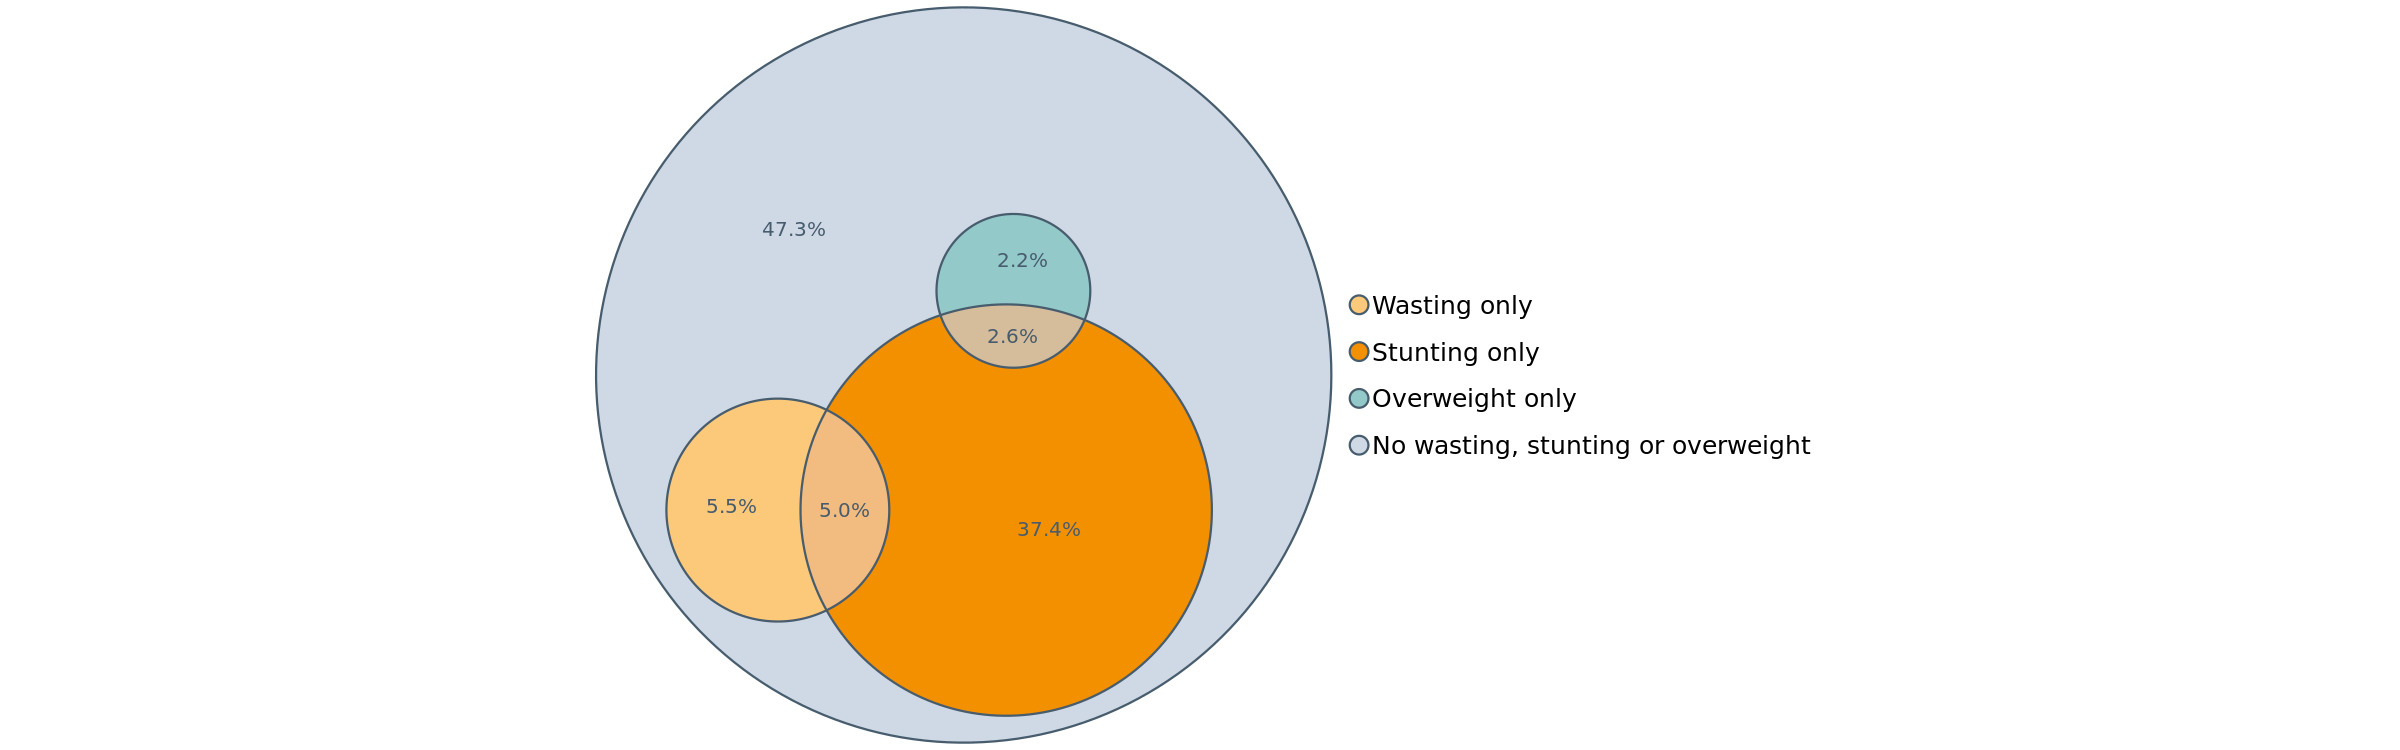 47.3%
2.2%
2.6%
5.5%
5.0%
37.4%
Wasting only
Stunting only
Overweight only
No wasting, stunting or overweight